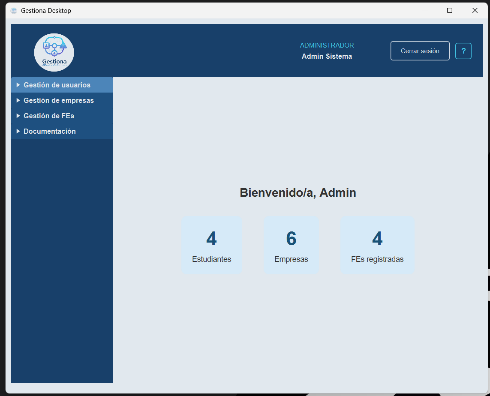 Gestiona Desktop
Gestiona
ADMINISTRADOR
Admin Sistema
Cerrar sesión
?
Gestión de usuarios
Gestión de empresas
Gestión de FEs
Documentación
Bienvenido/a, Admin
4
6
4
Estudiantes
Empresas
FEs registradas